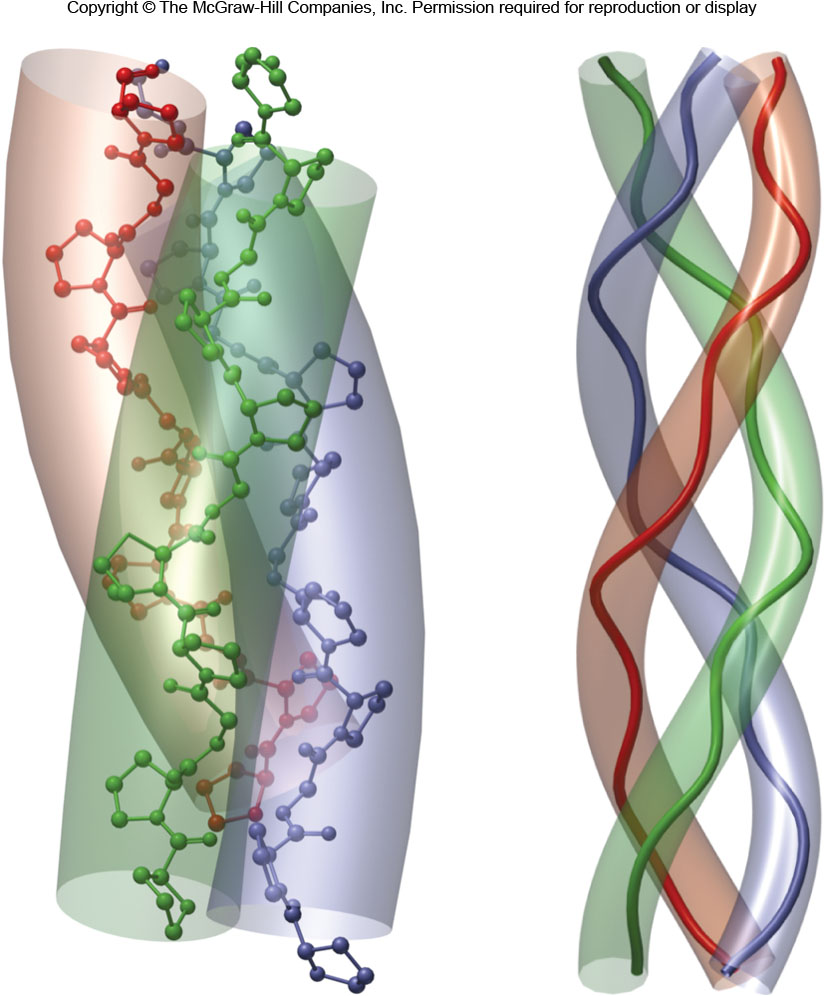 Copyright © The McGraw-Hill Companies, Inc. Permission required for reproduction or display